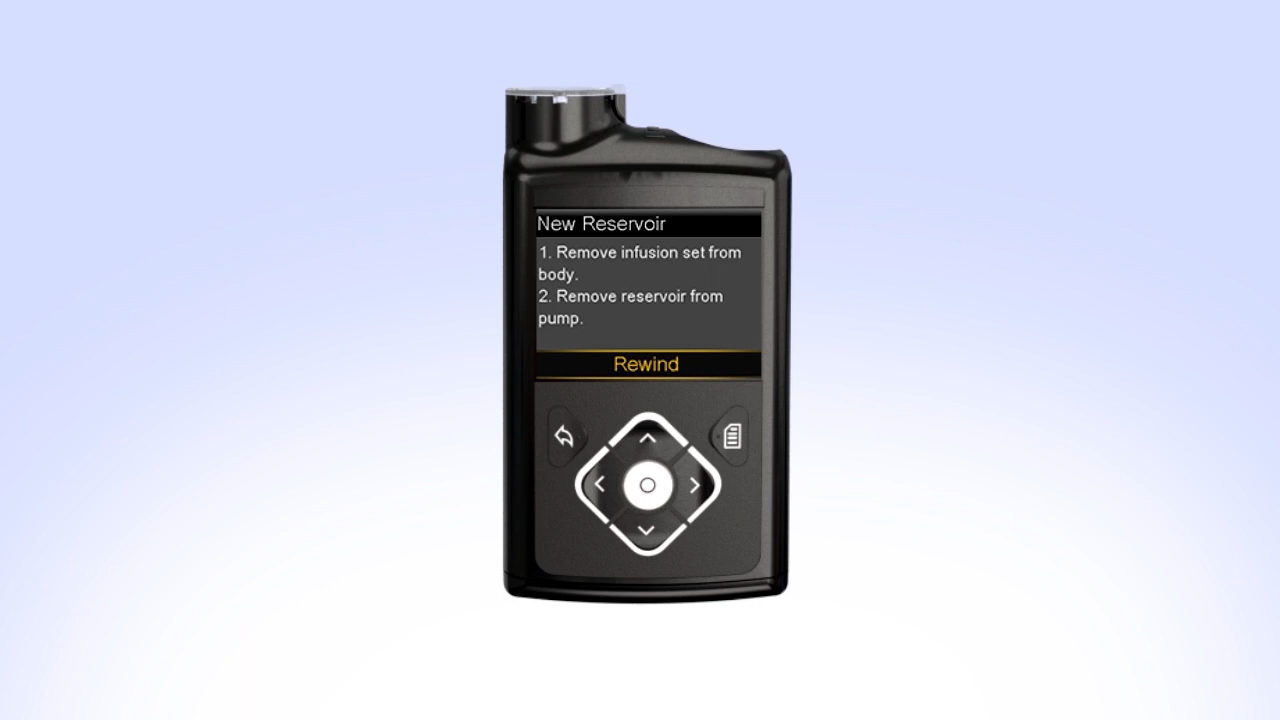 New Reservoir
1. Remove infusion set from
body.
2. Remove reservoir from
pump.
Rewind